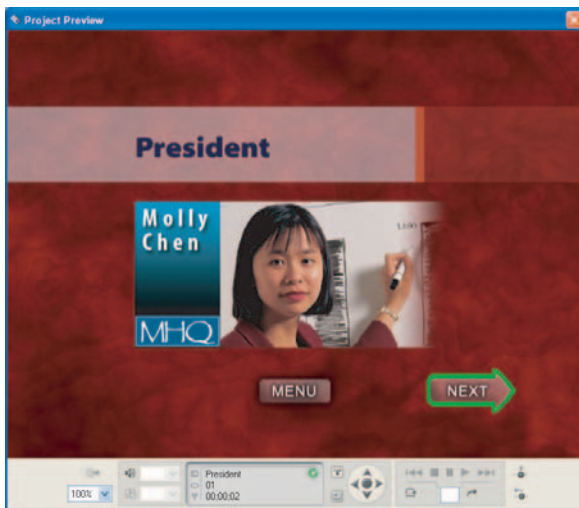 Project Preview
President
Molly
Chen
MHQ
MENU
NEXT
100%
President
01
00;00;02